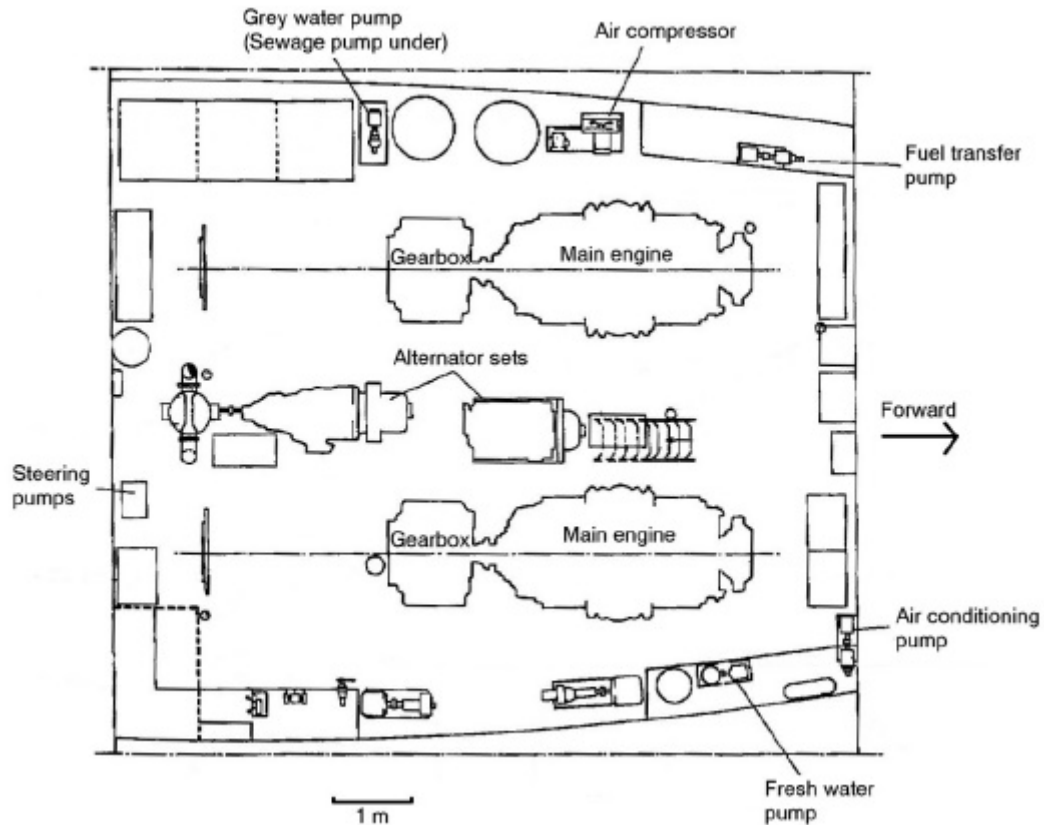 Grey water pump
(Sewage pump under)
Air compressor
Fuel transfer
pump
Gearbox
Main engine
Alternator sets
Forward
Steering
pumps
Gearbox
Main engine
Air conditioning
pump
Fresh water
pump
1 m